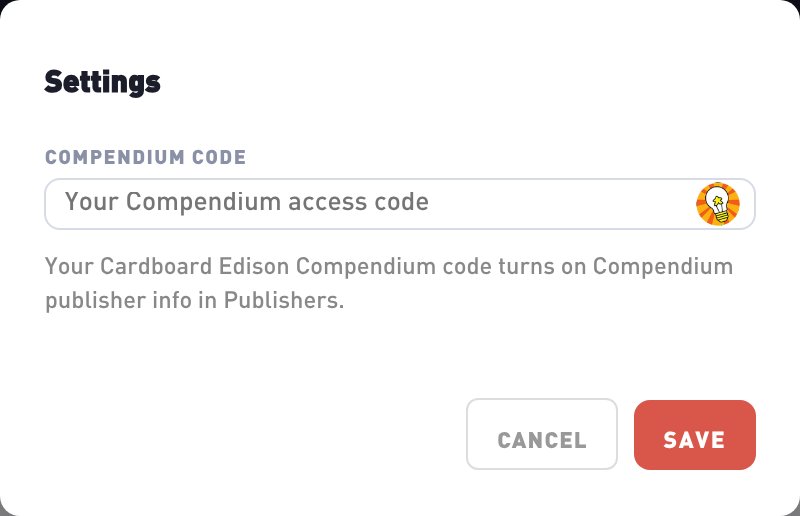 Settings
COMPENDIUM CODE
Your Compendium access code
Your Cardboard Edison Compendium code turns on Compendium
publisher info in Publishers.
CANCEL
SAVE